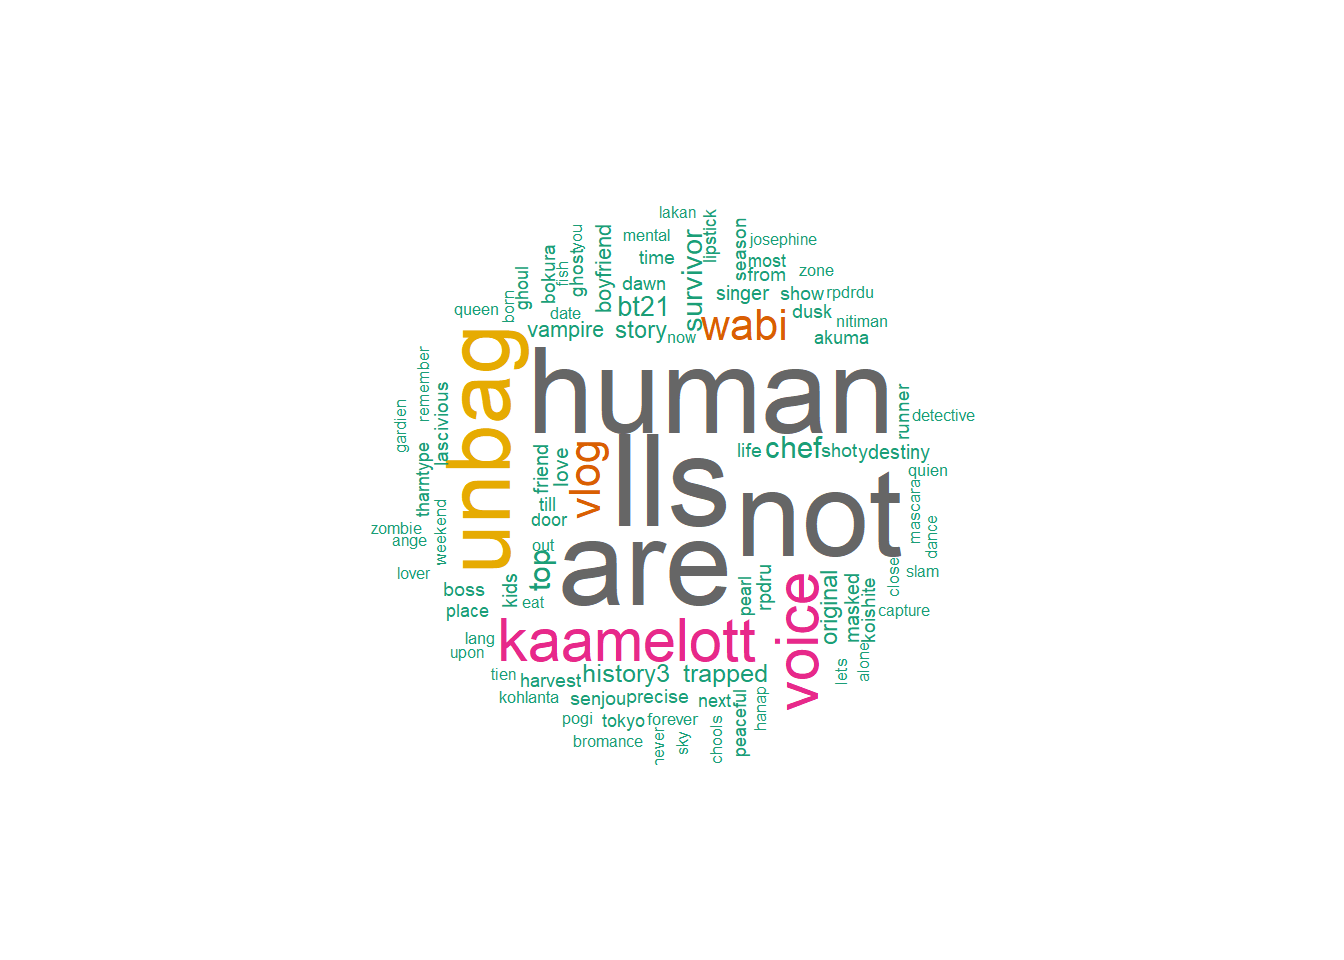 lakan
mental
lipstick
season
josephine
time
most
from
zone
you
ghost
boyfriend
survivor
bokura
fish
ghoul
born
queen
date
dawn
bt21
singer
show
rpdrdu
dusk
nitiman
akuma
vampire
story
now
wabi
unbag
human
remember
gardien
lascivious
tharntype
runner
detective
friend
love
vlog
lls
life
chef
shot
ydestiny
quien
mascara
dance
not
till
door
out
are
weekend
zombie
ange
lover
top
kids
eat
boss
place
lang
upon
kaamelott
voice
pearl
rpdru
original
masked
koishite
close
slam
capture
alone
lets
tien
harvest
history3
trapped
kohlanta
senjou
precise
next
peaceful
hanap
pogi
tokyo
forever
bromance
never
sky
chools